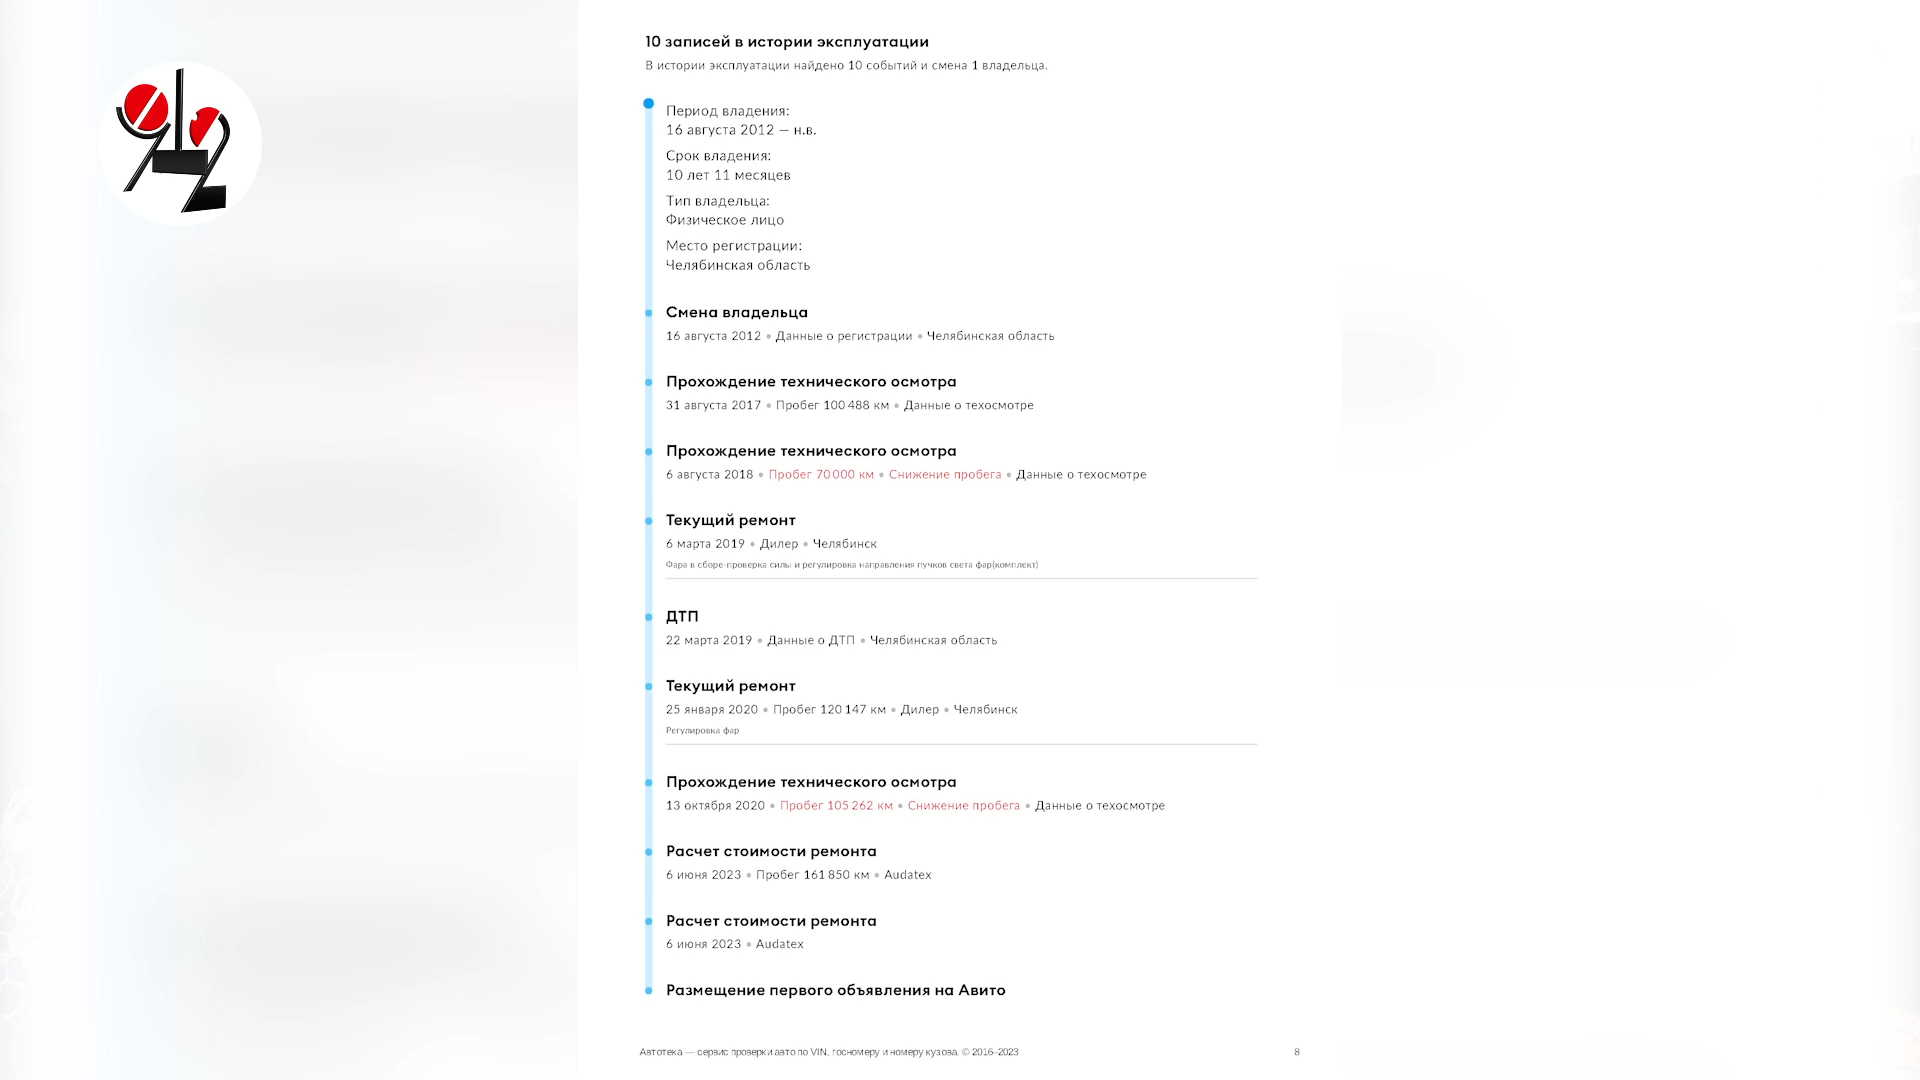 10 записей в истории эксплуатации
В истории эксплуатации найдено 10 событий и смена 1 владельца.
Период владения:
16 августа 2012 — н.в.
Срок владения:
10 лет 11 месяцев
Тип владельца:
Физическое лицо
Место регистрации:
Челябинская область
Смена владельца
16 августа 2012 • Данные о регистрации • Челябинская область
Прохождение технического осмотра
31 августа 2017 • Пробег 100 488 км • Данные о техосмотре
Прохождение технического осмотра
6 августа 2018 • Пробег 70 000 км • Снижение пробега • Данные о техосмотре
Текущий ремонт
6 марта 2019 • Дилер • Челябинск
Фара в сборе-проверка силы и регулировка направления пучков света фар(комплект)
ДТП
22 марта 2019 • Данные о ДТП • Челябинская область
Текущий ремонт
25 января 2020 • Пробег 120 147 км • Дилер • Челябинск
Регулировка фар
Прохождение технического осмотра
13 октября 2020 • Пробег 105 262 км • Снижение пробега • Данные о техосмотре
Расчет стоимости ремонта
6 июня 2023 • Пробег 161 850 км • Audatex
Расчет стоимости ремонта
6 июня 2023 • Audatex
Размещение первого объявления на Авито
Автотека — сервис проверки авто по VIN, госномеру и номеру кузова. © 2016–2023
8